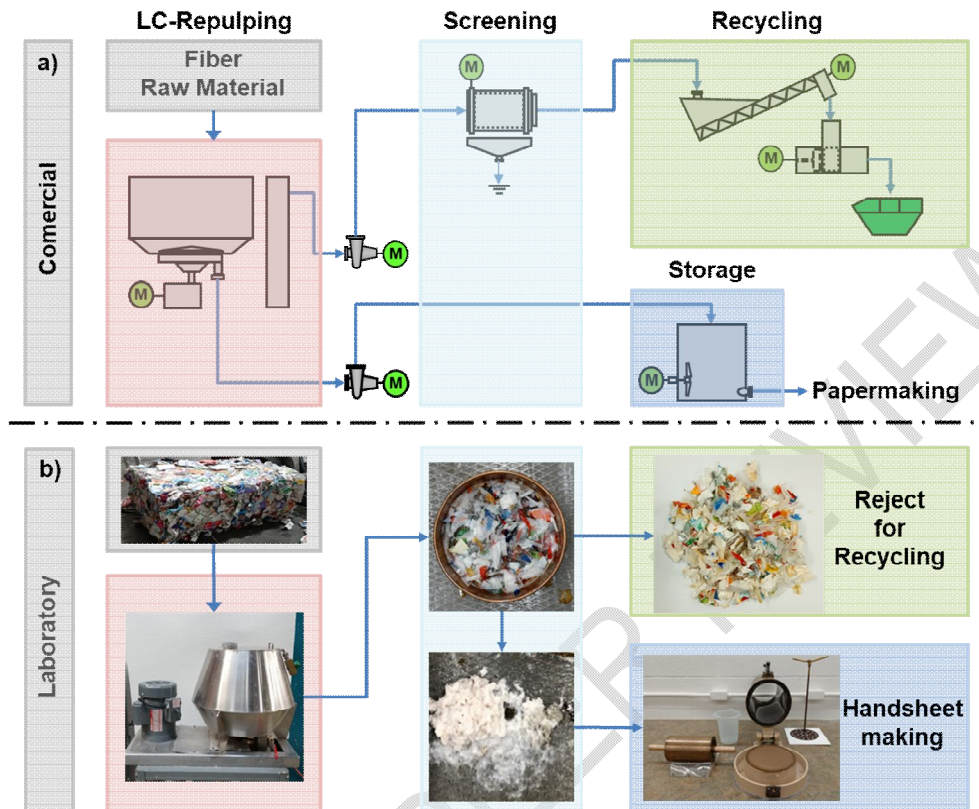 LC-Repulping
Screening
Recycling
a)
Fiber
Raw Material
M
M
M
M
M
M
Comercial
Storage
M
M
Papermaking
b)
Laboratory
Reject
for
Recycling
Handsheet
making